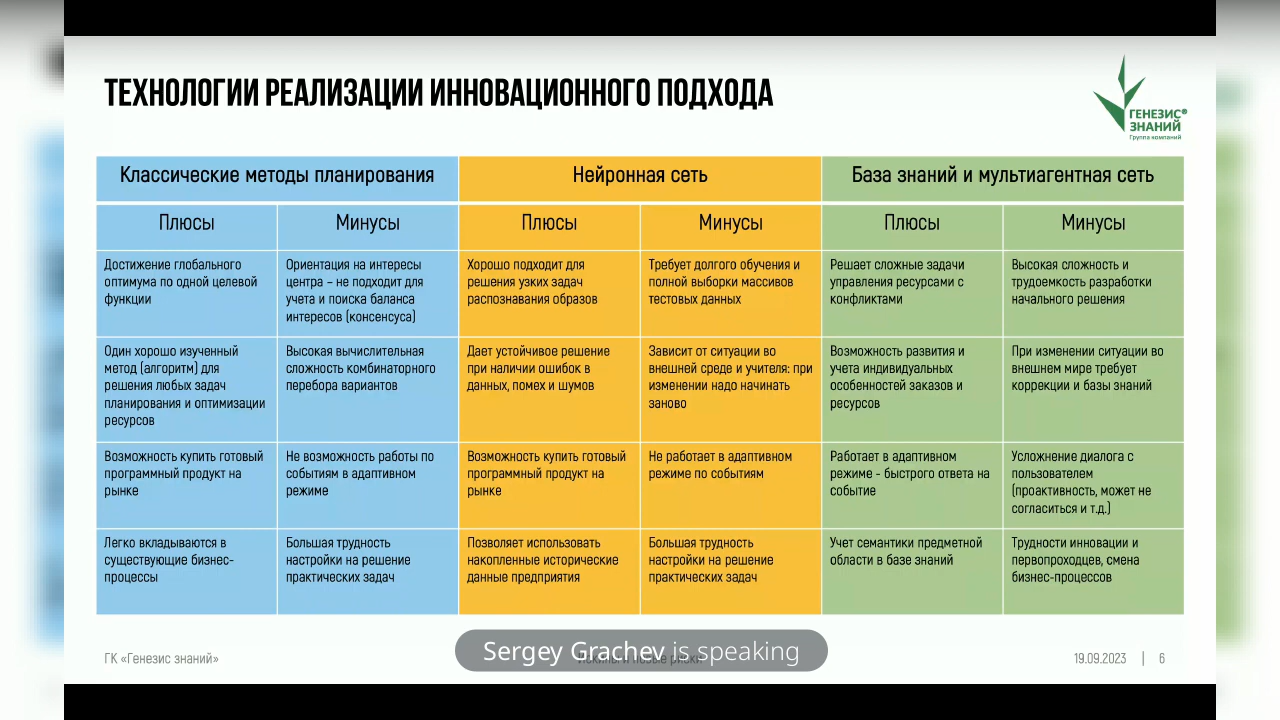 ТЕХНОЛОГИИ РЕАЛИЗАЦИИ ИННОВАЦИОННОГО ПОДХОДА
ГЕНЕЗИС®
ЗНАНИЙ
Группа компаний
Классические методы планирования
Нейронная сеть
База знаний и мультиагентная сеть
Плюсы
Минусы
Плюсы
Минусы
Плюсы
Минусы
Достижение глобального
оптимума по одной целевой
функции
Ориентация на интересы
центра – не подходит для
учета и поиска баланса
интересов (консенсуса)
Хорошо подходит для
решения узких задач
распознавания образов
Требует долгого обучения и
полной выборки массивов
тестовых данных
Решает сложные задачи
управления ресурсами с
конфликтами
Высокая сложность и
трудоемкость разработки
начального решения
Один хорошо изученный
метод (алгоритм) для
решения любых задач
планирования и оптимизации
ресурсов
Высокая вычислительная
сложность комбинаторного
перебора вариантов
Дает устойчивое решение
при наличии ошибок в
данных, помех и шумов
Зависит от ситуации во
внешней среде и учителя: при
изменении надо начинать
заново
Возможность развития и
учета индивидуальных
особенностей заказов и
ресурсов
При изменении ситуации во
внешнем мире требует
коррекции и базы знаний
Возможность купить готовый
программный продукт на
рынке
Не возможность работы по
событиям в адаптивном
режиме
Возможность купить готовый
программный продукт на
рынке
Не работает в адаптивном
режиме по событиям
Работает в адаптивном
режиме - быстрого ответа на
событие
Усложнение диалога с
пользователем
(проактивность, может не
согласиться и т.д.)
Легко вкладываются в
существующие бизнес-
процессы
Большая трудность
настройки на решение
практических задач
Позволяет использовать
накопленные исторические
данные предприятия
Большая трудность
настройки на решение
практических задач
Учет семантики предметной
области в базе знаний
Трудности инновации и
первопроходцев, смена
бизнес-процессов
ГК «Генезис знаний»
Sergey Grachev is speaking
19.09.2023 | 6